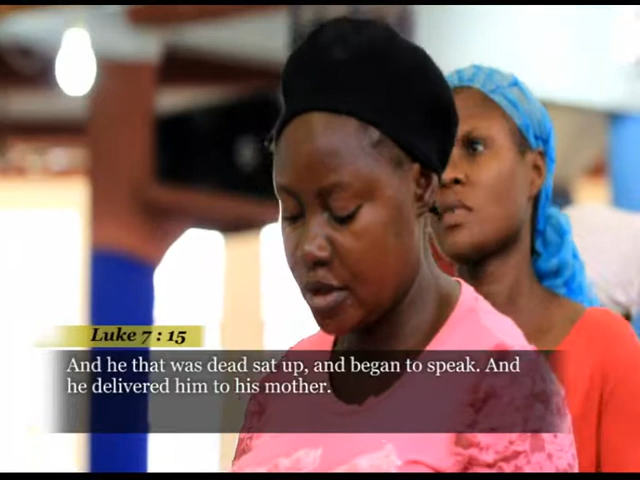 Luke 7 : 15
And he that was dead sat up, and began to speak. And
he delivered him to his mother.